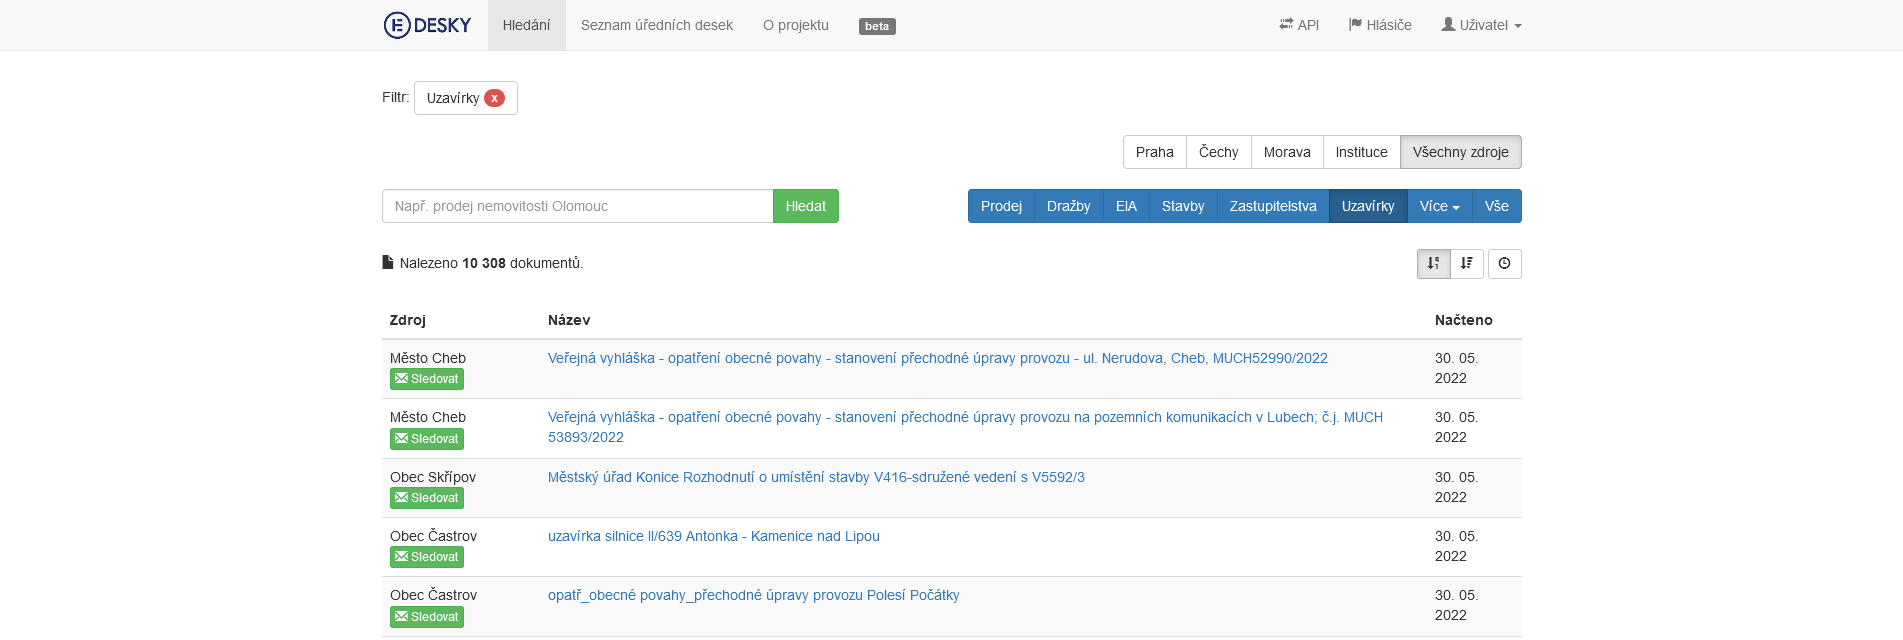 E DESKY Hledání Seznam úředních desek O projektu beta API Hlásiče Uživatel
Filtr: Uzavírky x
Praha Čechy Morava Instituce Všechny zdroje
Např. prodej nemovitosti Olomouc Hledat Prodej Dražby EIA Stavby Zastupitelstva Uzavírky Více Vše
Nalezeno 10 308 dokumentů.
Zdroj Název Načteno
Město Cheb Veřejná vyhláška - opatření obecné povahy - stanovení přechodné úpravy provozu - ul. Nerudova, Cheb, MUCH52990/2022 30. 05.
Sledovat 2022
Město Cheb Veřejná vyhláška - opatření obecné povahy - stanovení přechodné úpravy provozu na pozemních komunikacích v Lubech; č.j. MUCH 30. 05.
Sledovat 53893/2022 2022
Obec Skřípov Městský úřad Konice Rozhodnutí o umístění stavby V416-sdružené vedení s V5592/3 30. 05.
Sledovat 2022
Obec Častrov uzavírka silnice II/639 Antonka - Kamenice nad Lipou 30. 05.
Sledovat 2022
Obec Častrov opatř_obecné povahy_přechodné úpravy provozu Polesí Počátky 30. 05.
Sledovat 2022